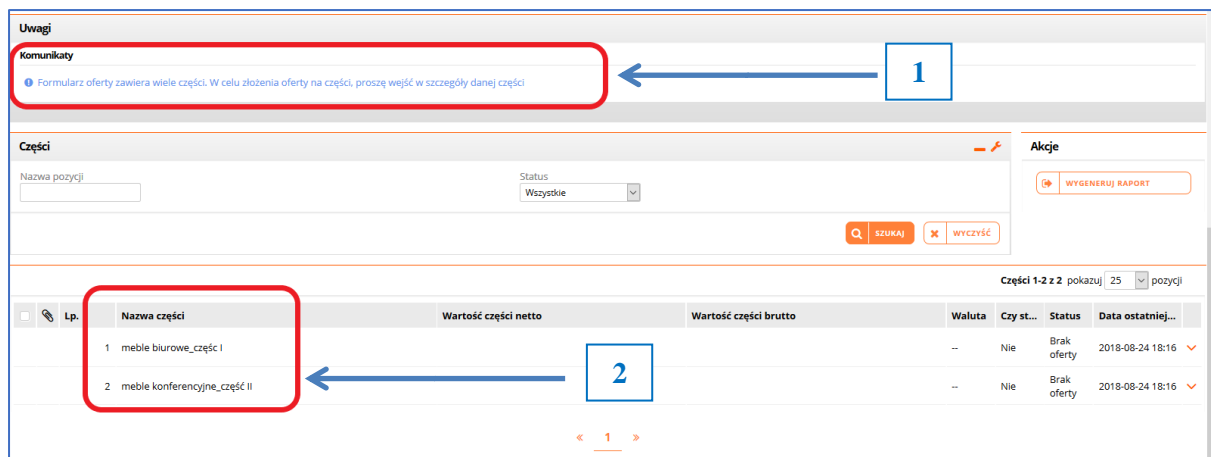 Uwagi
Komunikaty
Formularz oferty zawiera wiele części. W celu złożenia oferty na części, proszę wejść w szczegóły danej części
1
Części
Akcje
Nazwa pozycji
Status
Wszystkie
WYGENERUJ RAPORT
SZUKAJ
WYCZYŚĆ
Części 1-2 z 2 pokazuj 25 pozycji
Lp. Nazwa części Wartość części netto Wartość części brutto Waluta Czy st... Status Data ostatniej...
1 meble biurowe_częśc I -- Nie Brak oferty 2018-08-24 18:16
2 meble konferencyjne_część II -- Nie Brak oferty 2018-08-24 18:16
2
« 1 »